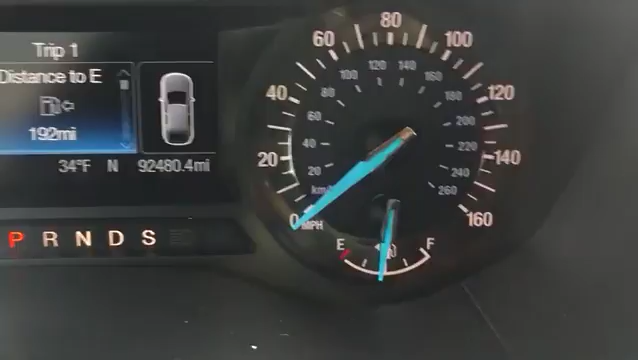 Trip 1
Distance to E
192mi
34°F N 92480.4mi
P R N D S
0 20 40 60 80 100 120 140 160
MPH
20 40 60 80 100 120 140 160 180 200 220 240 260
km/
E F